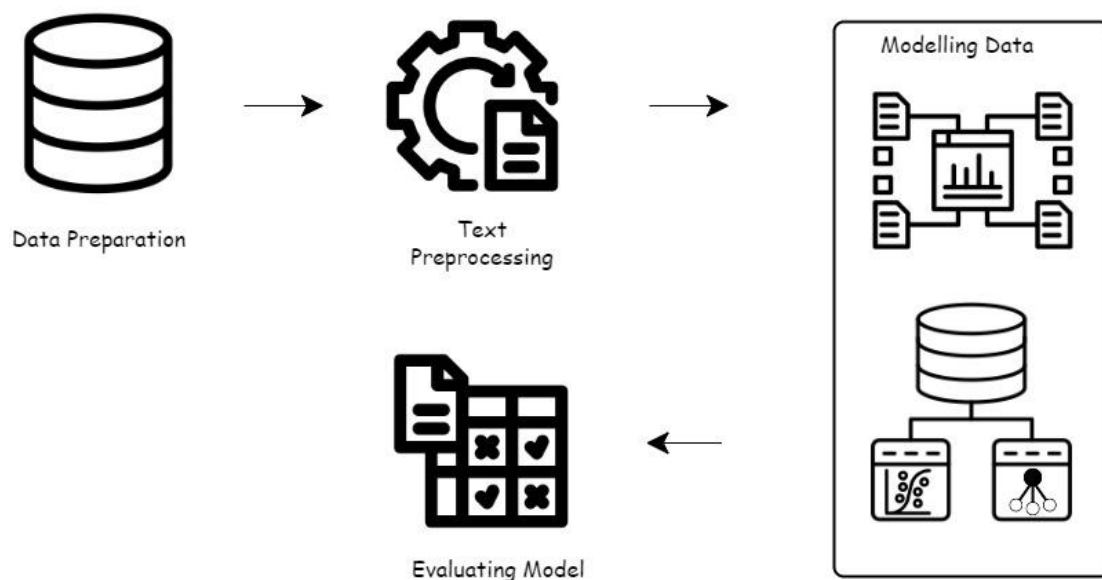 Data Preparation
Text
Preprocessing
Modelling Data
Evaluating Model